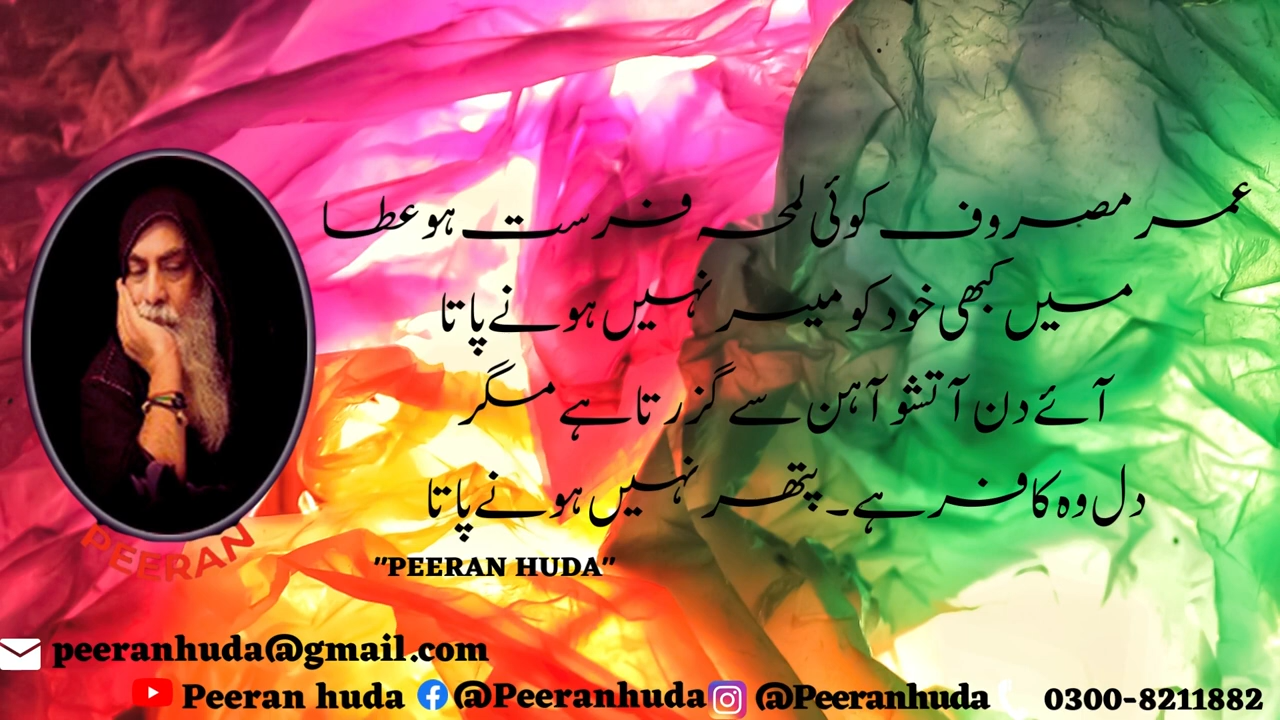 عمر مصروف کوئی لمحہ فرست ہو عطا
میں کبھی خود کو میسر نہیں ہونے پاتا
آئے دن آتشو آہن سے گزرتا ہے مگر
دل وہ کافر ہے۔ پتھر نہیں ہونے پاتا
"PEERAN HUDA"
PEERAN
peeranhuda@gmail.com
Peeran huda @Peeranhuda @Peeranhuda 0300-8211882